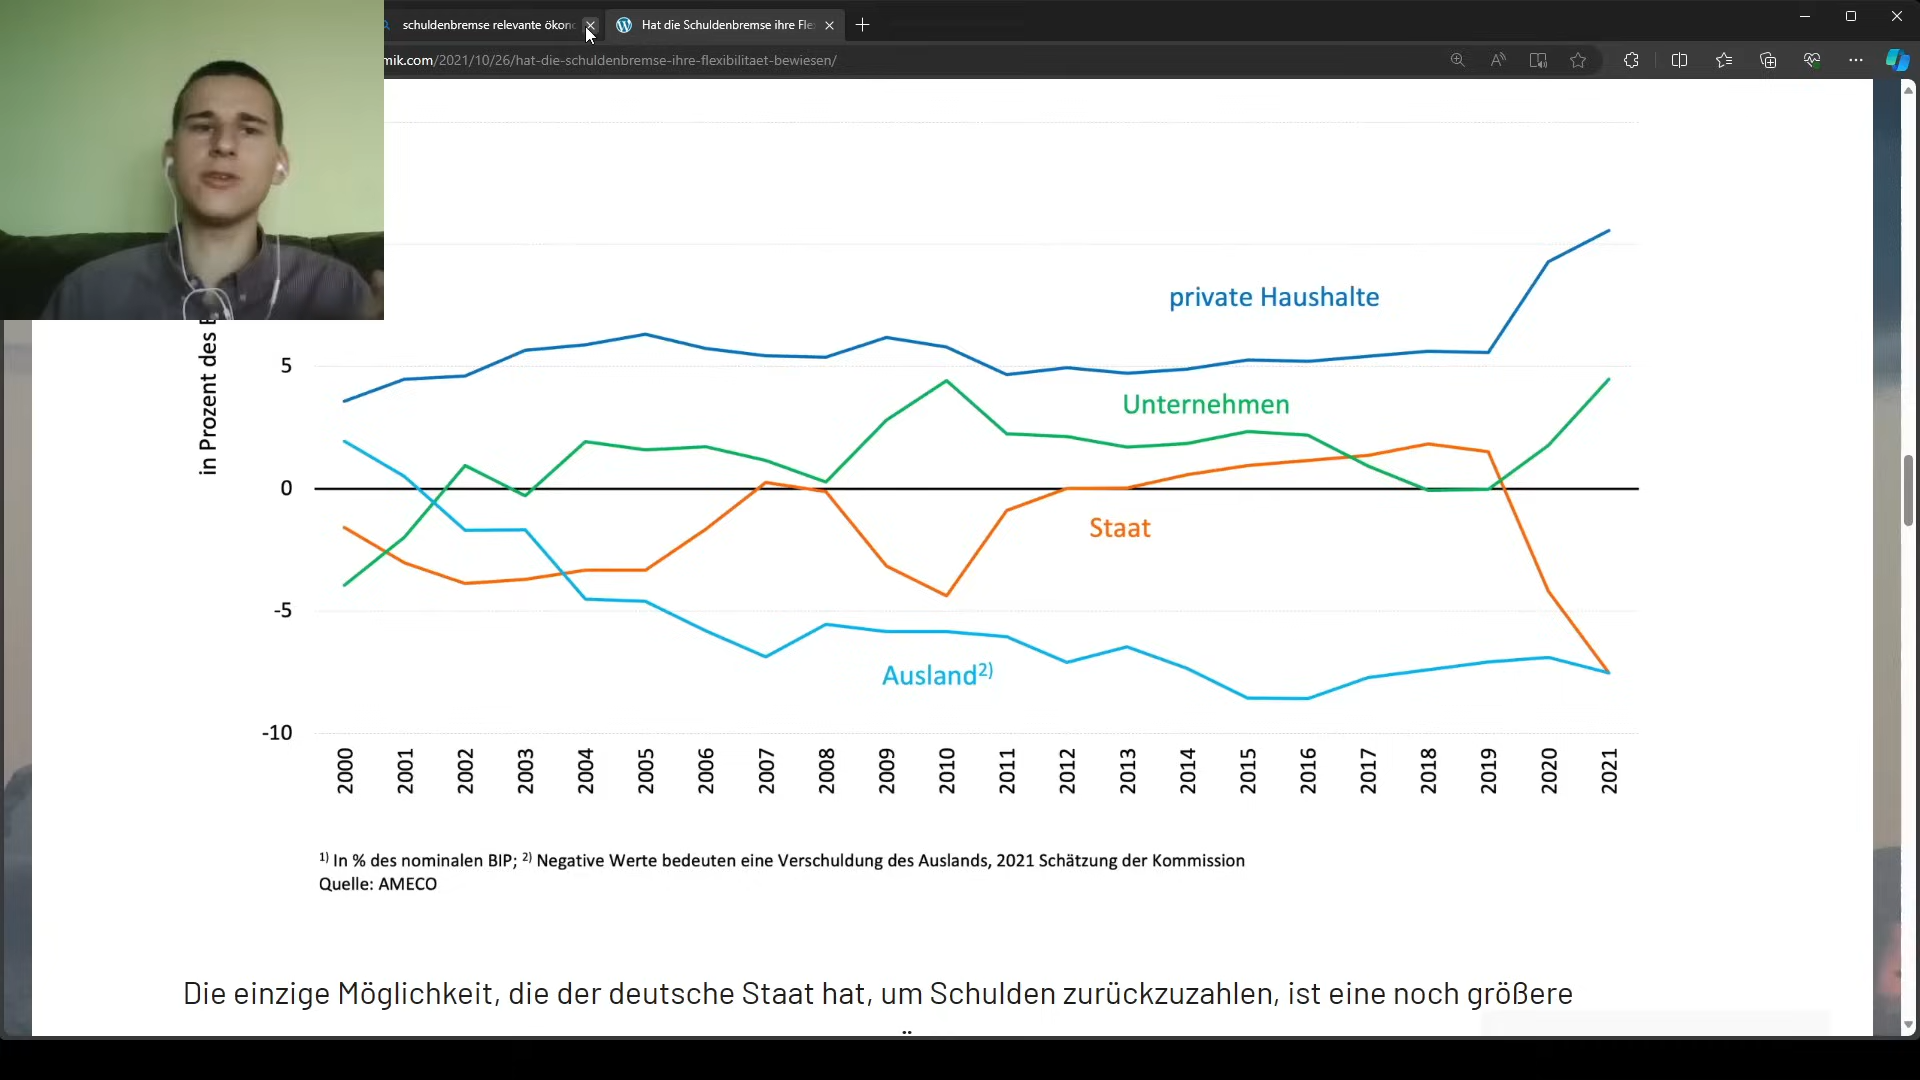 schuldenbremse relevante ökon
Hat die Schuldenbremse ihre Fle
mik.com/2021/10/26/hat-die-schuldenbremse-ihre-flexibilitaet-bewiesen/
in Prozent des
private Haushalte
5
Unternehmen
0
Staat
-5
Ausland2)
-10
2000 2001 2002 2003 2004 2005 2006 2007 2008 2009 2010 2011 2012 2013 2014 2015 2016 2017 2018 2019 2020 2021
1) In % des nominalen BIP; 2) Negative Werte bedeuten eine Verschuldung des Auslands, 2021 Schätzung der Kommission
Quelle: AMECO
Die einzige Möglichkeit, die der deutsche Staat hat, um Schulden zurückzuzahlen, ist eine noch größere